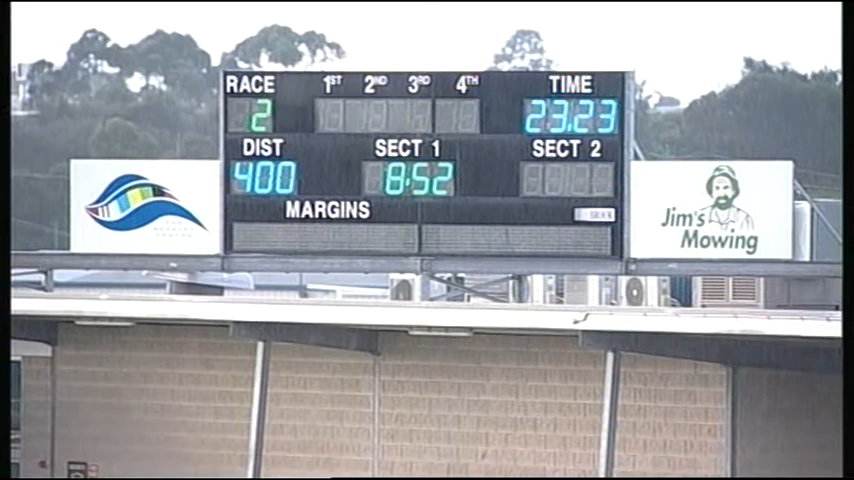 RACE 1ST 2ND 3RD 4TH TIME
2 23.23
DIST SECT 1 SECT 2
400 8.52
MARGINS
Jim's
Mowing